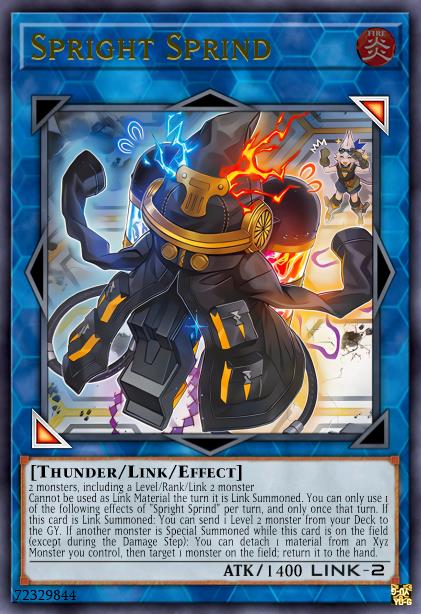 Spright Sprind
FIRE
炎
[Thunder/Link/Effect]
2 monsters, including a Level/Rank/Link 2 monster
Cannot be used as Link Material the turn it is Link Summoned. You can only use 1
of the following effects of "Spright Sprind" per turn, and only once that turn. If
this card is Link Summoned: You can send 1 Level 2 monster from your Deck to
the GY. If another monster is Special Summoned while this card is on the field
(except during the Damage Step): You can detach 1 material from an Xyz
Monster you control, then target 1 monster on the field; return it to the hand.
ATK/1400 LINK-2
72329844